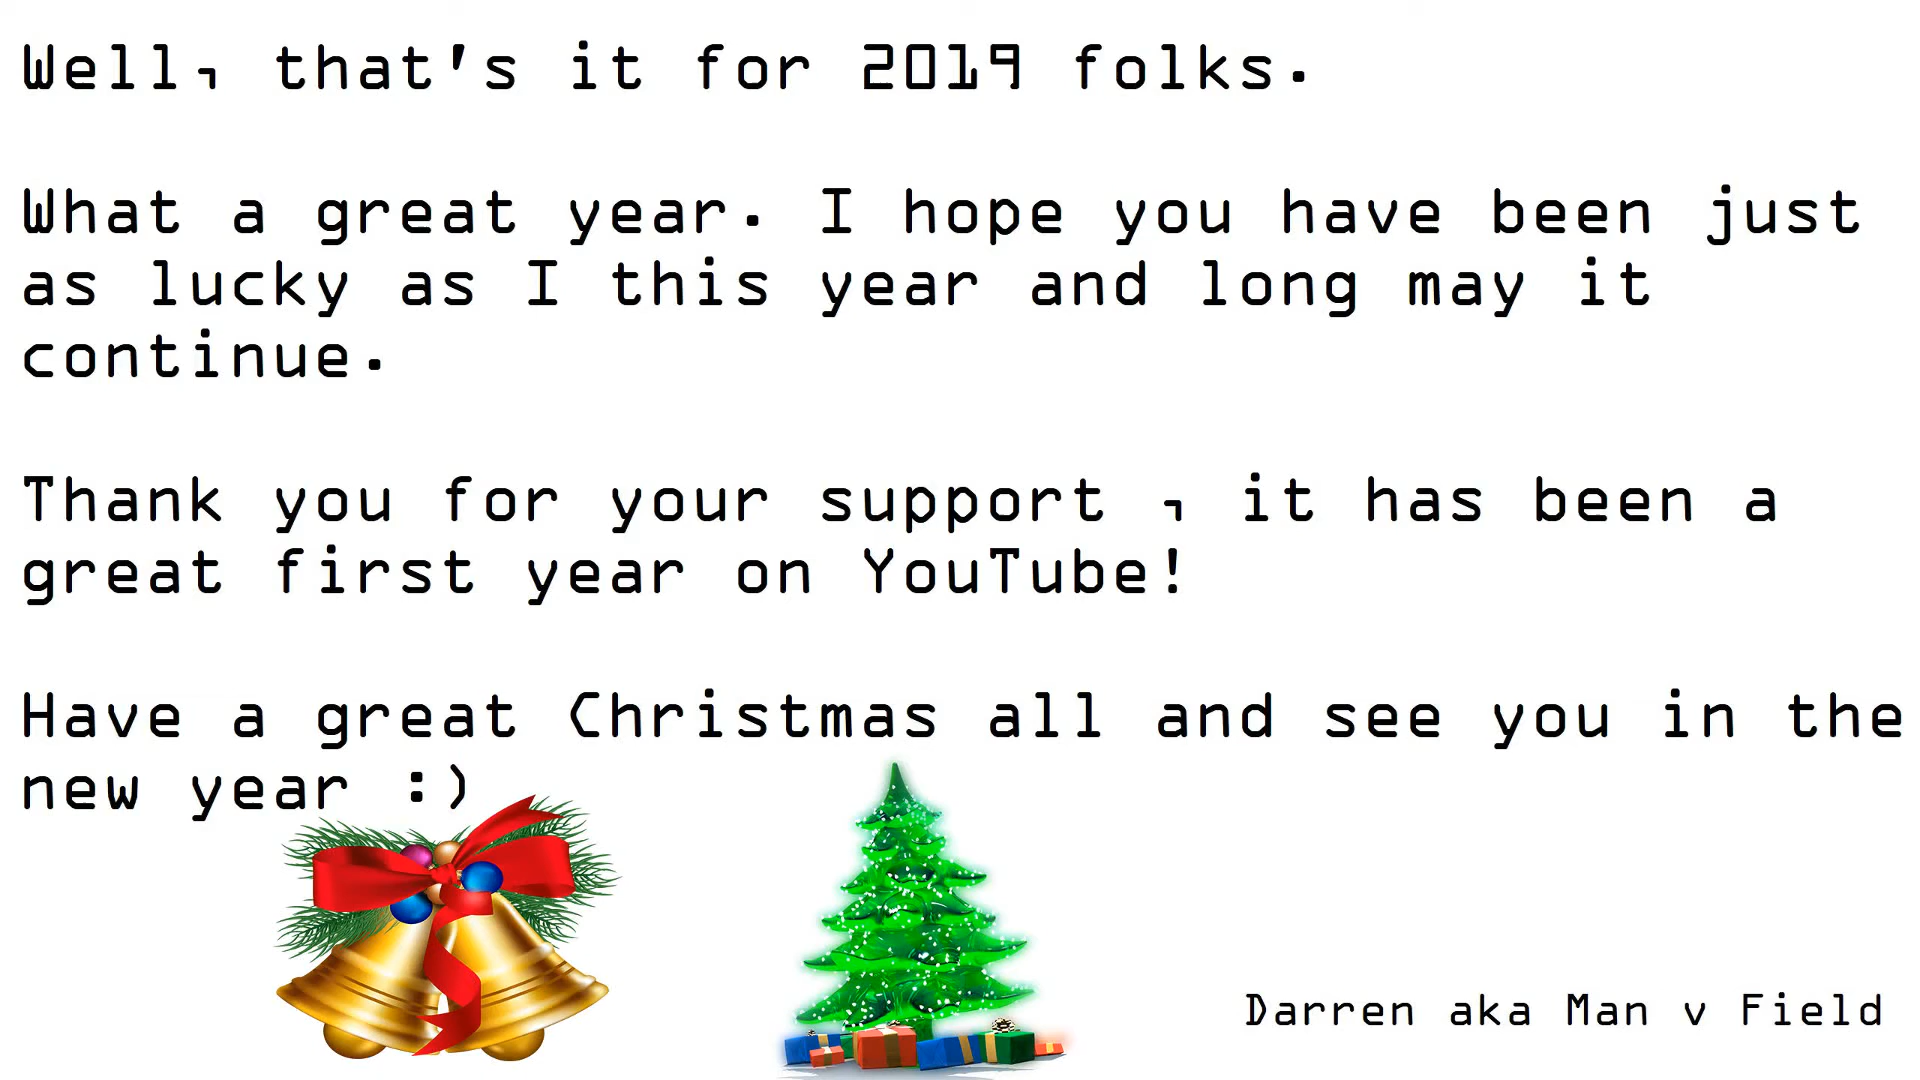 Well, that's it for 2019 folks.
What a great year. I hope you have been just
as lucky as I this year and long may it
continue.
Thank you for your support , it has been a
great first year on YouTube!
Have a great Christmas all and see you in the
new year :)
Darren aka Man v Field